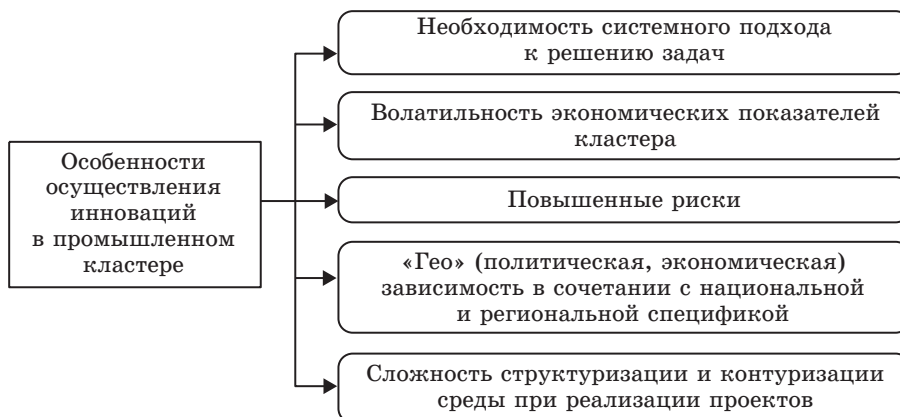 Особенности
осуществления
инноваций
в промышленном
кластере
Необходимость системного подхода
к решению задач
Волатильность экономических показателей
кластера
Повышенные риски
«Гео» (политическая, экономическая)
зависимость в сочетании с национальной
и региональной спецификой
Сложность структуризации и контуризации
среды при реализации проектов